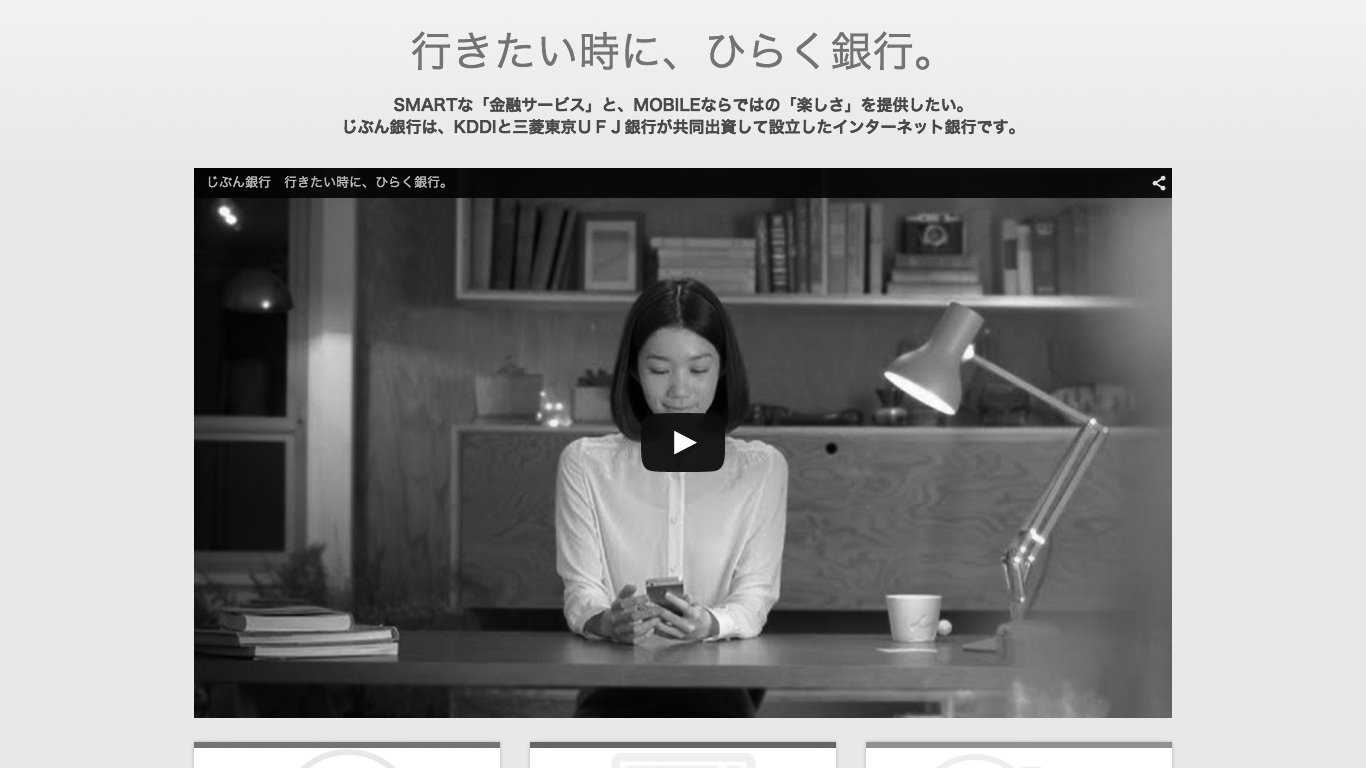 行きたい時に、ひらく銀行。
SMARTな「金融サービス」と、MOBILEならではの「楽しさ」を提供したい。
じぶん銀行は、KDDIと三菱東京ＵＦＪ銀行が共同出資して設立したインターネット銀行です。
じぶん銀行　行きたい時に、ひらく銀行。